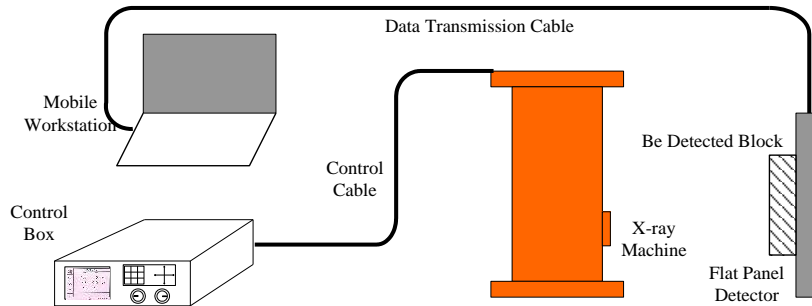 Data Transmission Cable
Mobile
Workstation
Be Detected Block
Control
Cable
Control
Box
X-ray
Machine
Flat Panel
Detector